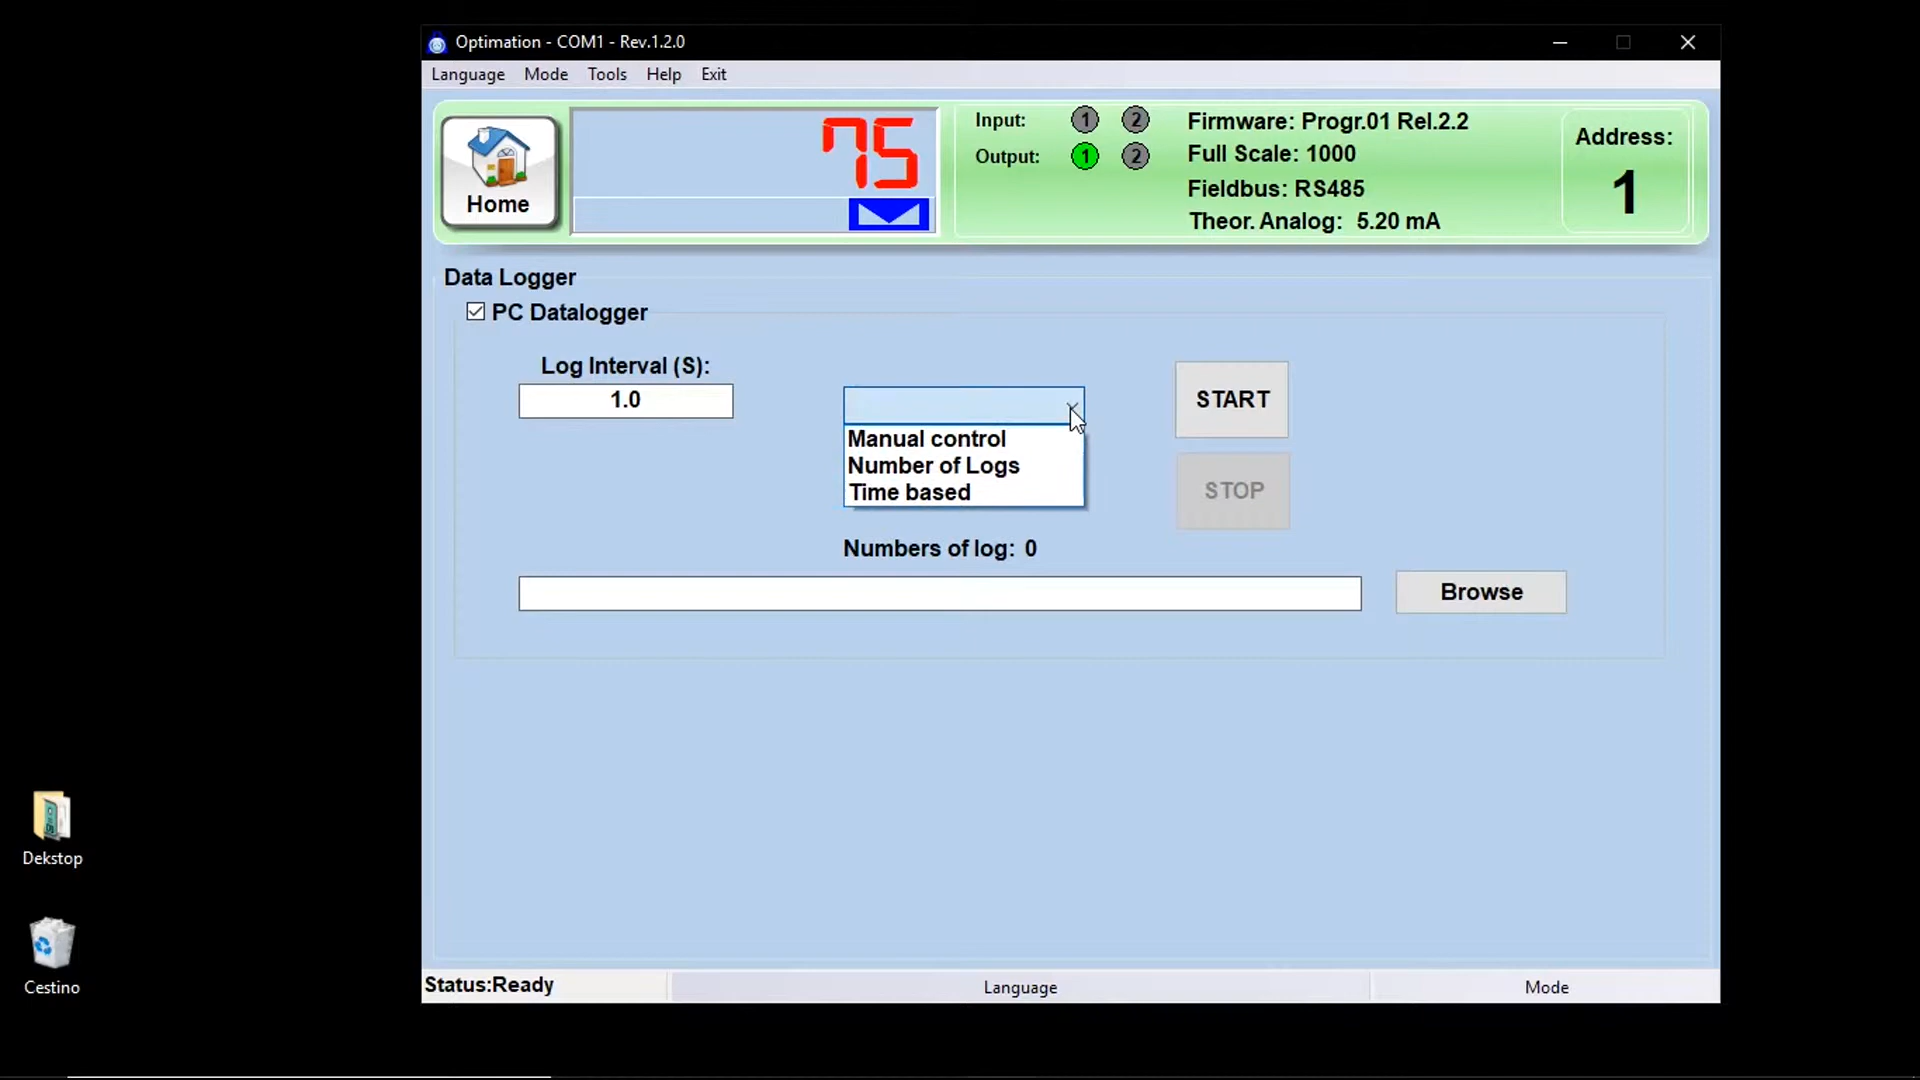 Optimation - COM1 - Rev.1.2.0
Language Mode Tools Help Exit
Home
75
Input: 1 2
Output: 1 2
Firmware: Progr.01 Rel.2.2
Full Scale: 1000
Fieldbus: RS485
Theor. Analog: 5.20 mA
Address:
1
Data Logger
PC Datalogger
Log Interval (S):
1.0
Manual control
Number of Logs
Time based
START
STOP
Numbers of log: 0
Browse
Dekstop
Cestino
Status:Ready
Language
Mode